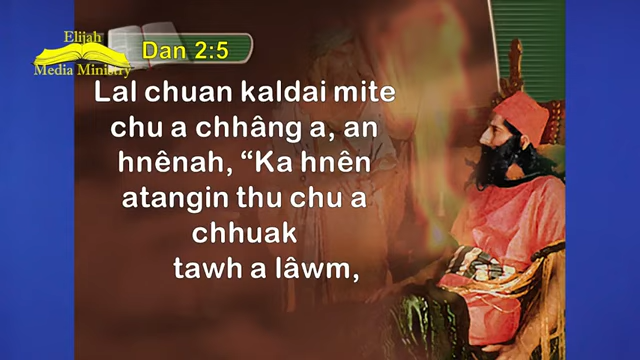 Elijah
Media Ministry
Dan 2:5
Lal chuan kaldai mite
chu a chhâng a, an
hnênah, “Ka hnên
atangin thu chu a
chhuak
tawh a lâwm,